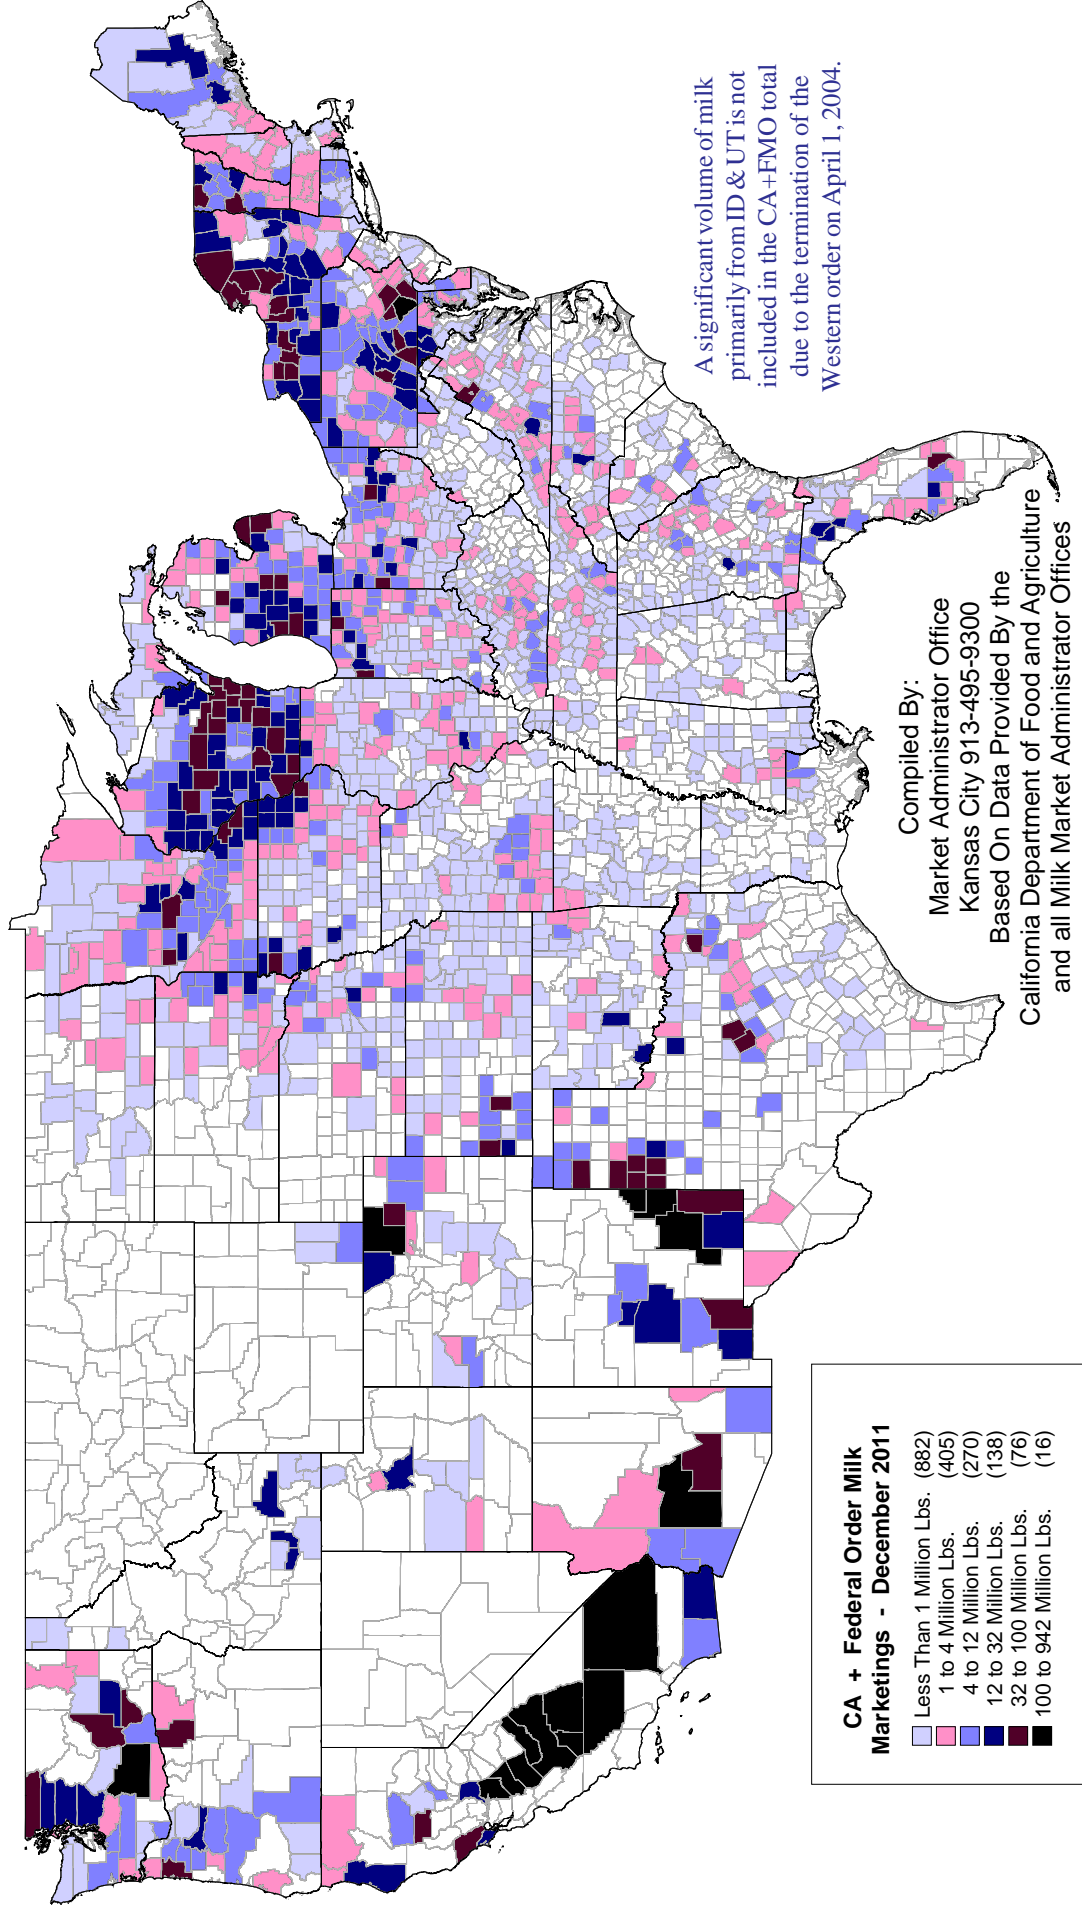 A significant volume of milk
primarily from ID & UT is not
included in the CA+FMO total
due to the termination of the
Western order on April 1, 2004.
Compiled By:
Market Administrator Office
Kansas City 913-495-9300
Based On Data Provided By the
California Department of Food and Agriculture
and all Milk Market Administrator Offices
CA + Federal Order Milk
Marketings - December 2011
Less Than 1 Million Lbs. (882)
1 to 4 Million Lbs. (405)
4 to 12 Million Lbs. (270)
12 to 32 Million Lbs. (138)
32 to 100 Million Lbs. (76)
100 to 942 Million Lbs. (16)